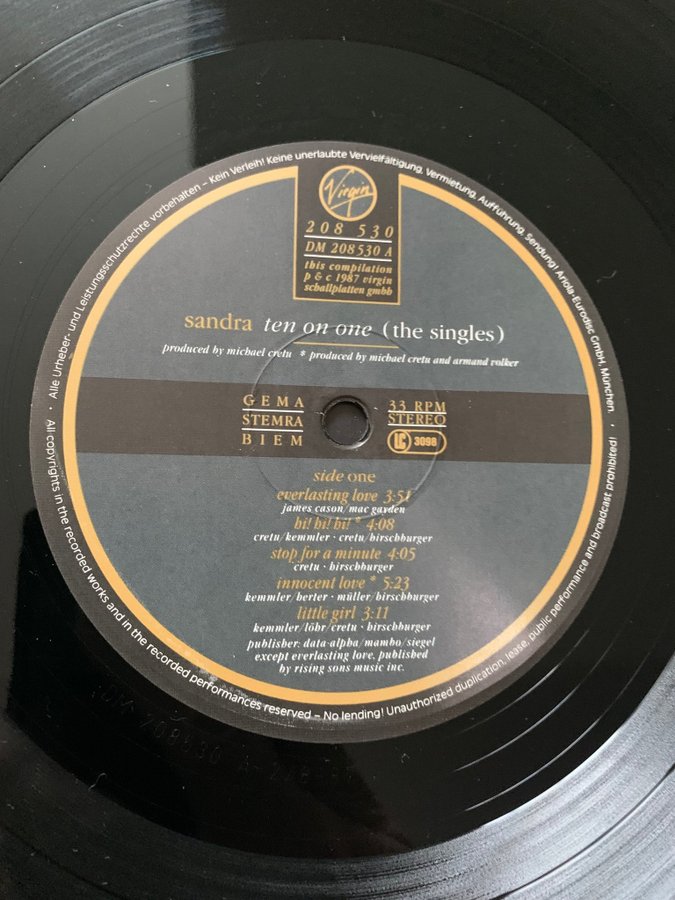 Alle Urheber- und Leistungsschutzrechte vorbehalten – Kein Verleih! Keine unerlaubte Vervielfältigung, Vermietung, Aufführung, Sendung! Ariola-Eurodisc GmbH, München.
Virgin
208 530
DM 208530 A
this compilation
p & c 1987 virgin
schallplatten gmbh
sandra ten on one (the singles)
produced by michael cretu * produced by michael cretu and armand volker
GEMA
STEMRA
BIEM
33 RPM
STEREO
LC 3098
side one
everlasting love 3:51
james cason/mac gayden
hi! hi! hi! * 4:08
cretu/kemmler · cretu/hirschburger
stop for a minute 4:05
cretu · hirschburger
innocent love * 5:23
kemmler/herter · müller/hirschburger
little girl 3:11
kemmler/löhr/cretu · hirschburger
publisher: data-alpha/mambo/siegel
except everlasting love, published
by rising sons music inc.
· All copyrights in the recorded works and in the recorded performances reserved – No lending! Unauthorized duplication, lease, public performance and broadcast prohibited! ·
DM 208530